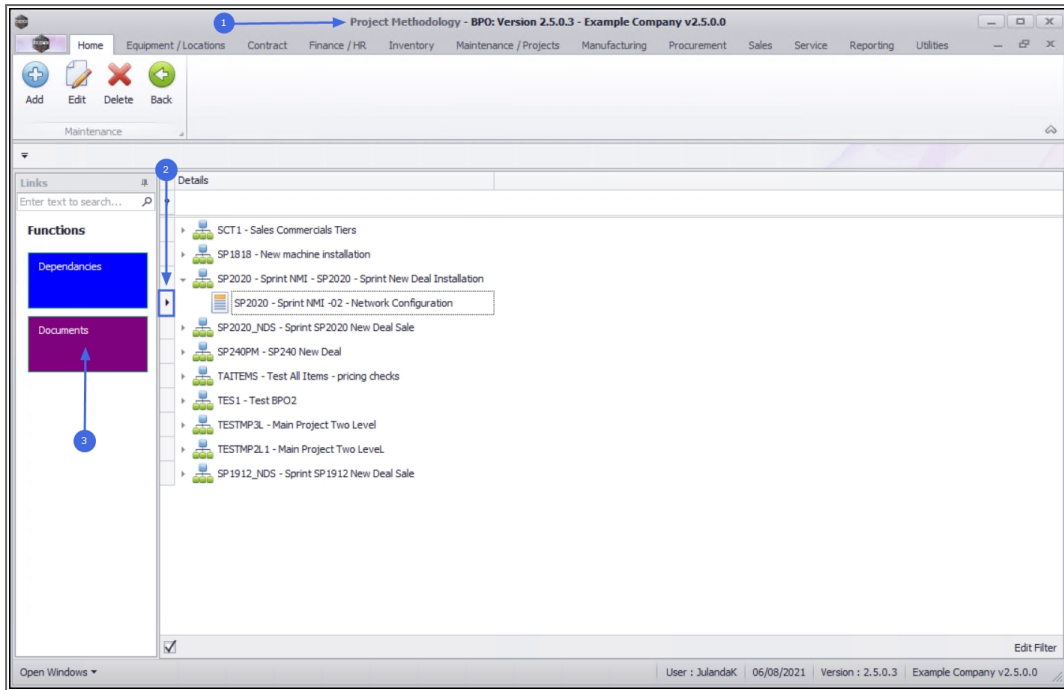 1
Project Methodology - BPO: Version 2.5.0.3 - Example Company v2.5.0.0
Home Equipment / Locations Contract Finance / HR Inventory Maintenance / Projects Manufacturing Procurement Sales Service Reporting Utilities
Add Edit Delete Back
Maintenance
2
Links
Details
Enter text to search...
Functions
SCT1 - Sales Commercials Tiers
SP1818 - New machine installation
Dependancies
SP2020 - Sprint NMI - SP2020 - Sprint New Deal Installation
SP2020 - Sprint NMI -02 - Network Configuration
Documents
SP2020_NDS - Sprint SP2020 New Deal Sale
SP240PM - SP240 New Deal
TAITEMS - Test All Items - pricing checks
TES1 - Test BPO2
TESTMP3L - Main Project Two Level
3
TESTMP2L1 - Main Project Two LeveL
SP1912_NDS - Sprint SP1912 New Deal Sale
Edit Filter
Open Windows User : JulandaK 06/08/2021 Version : 2.5.0.3 Example Company v2.5.0.0